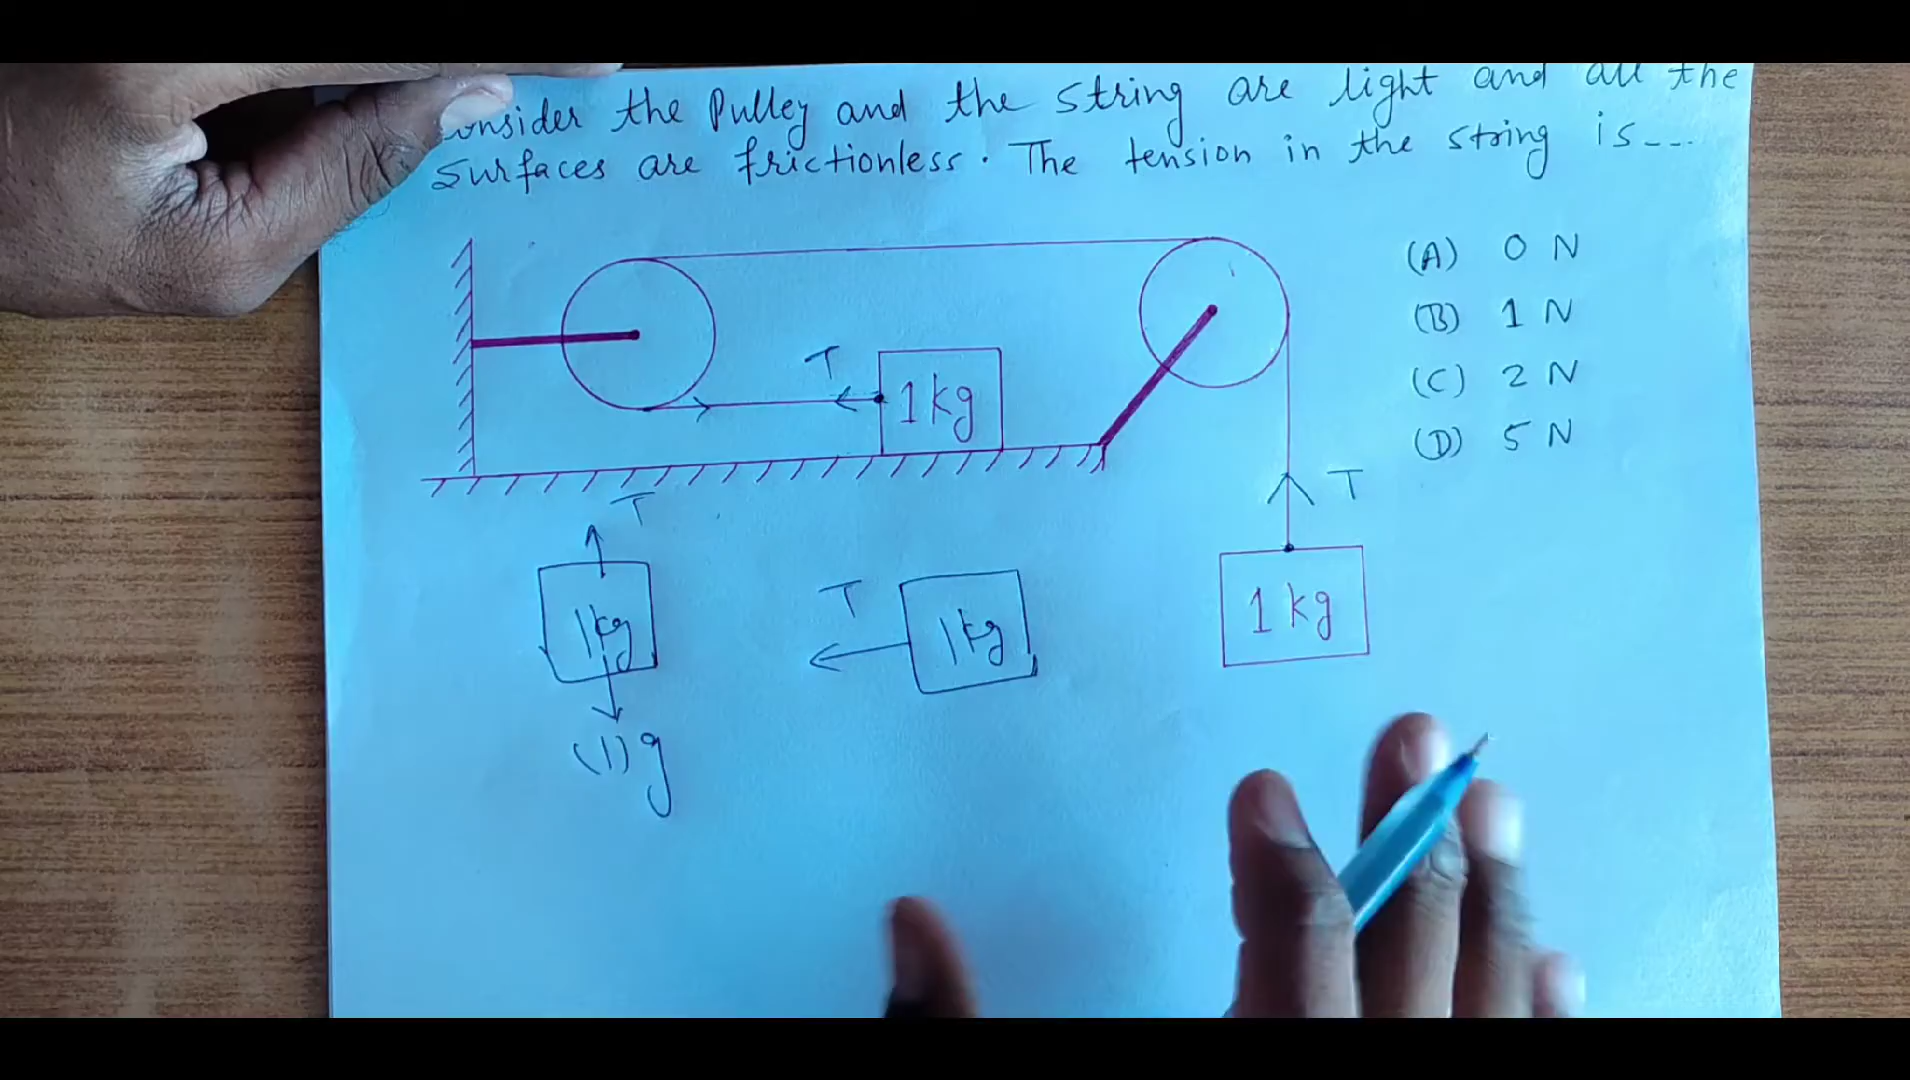 Consider the Pulley and the string are light and all the
surfaces are frictionless. The tension in the string is---
(A) 0 N
(B) 1 N
(C) 2 N
(D) 5 N
T
1 kg
T
1 kg
T
1kg
(1)g
T
1kg